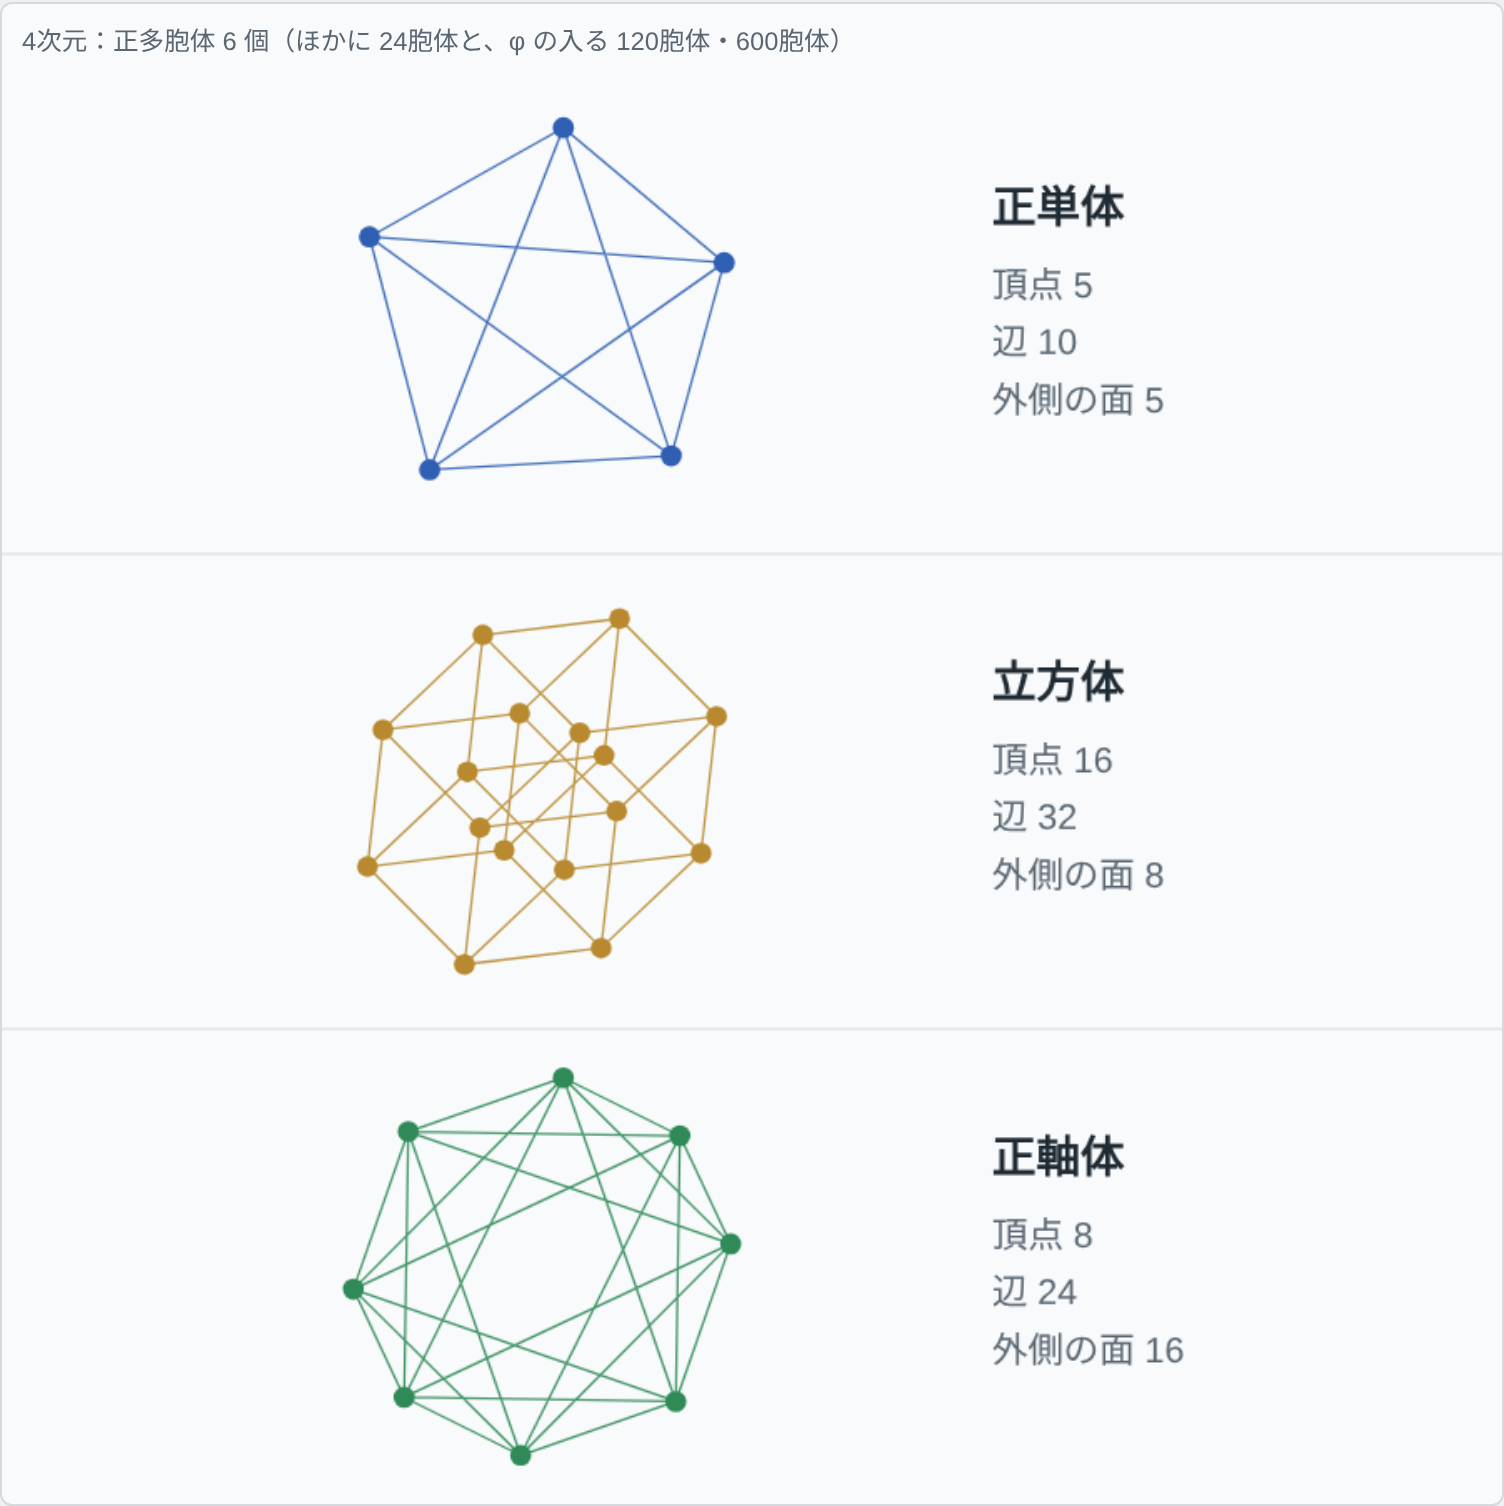 4次元：正多胞体 6 個（ほかに 24胞体と、φ の入る 120胞体・600胞体）
正単体
頂点 5
辺 10
外側の面 5
立方体
頂点 16
辺 32
外側の面 8
正軸体
頂点 8
辺 24
外側の面 16